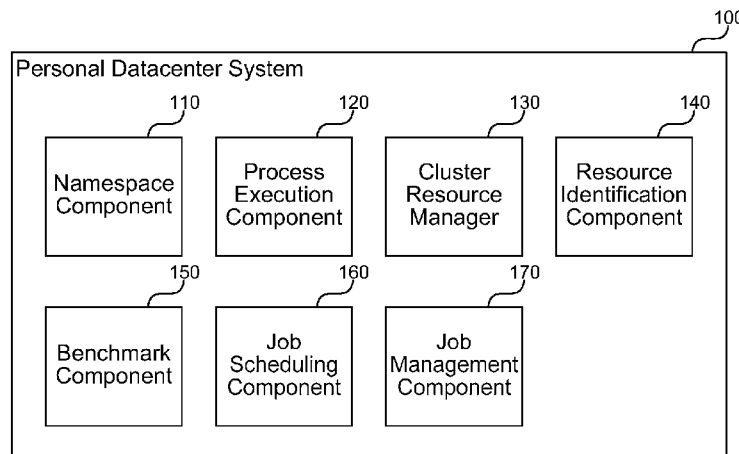 100
Personal Datacenter System
110
120
130
140
Namespace
Component
Process
Execution
Component
Cluster
Resource
Manager
Resource
Identification
Component
150
160
170
Benchmark
Component
Job
Scheduling
Component
Job
Management
Component